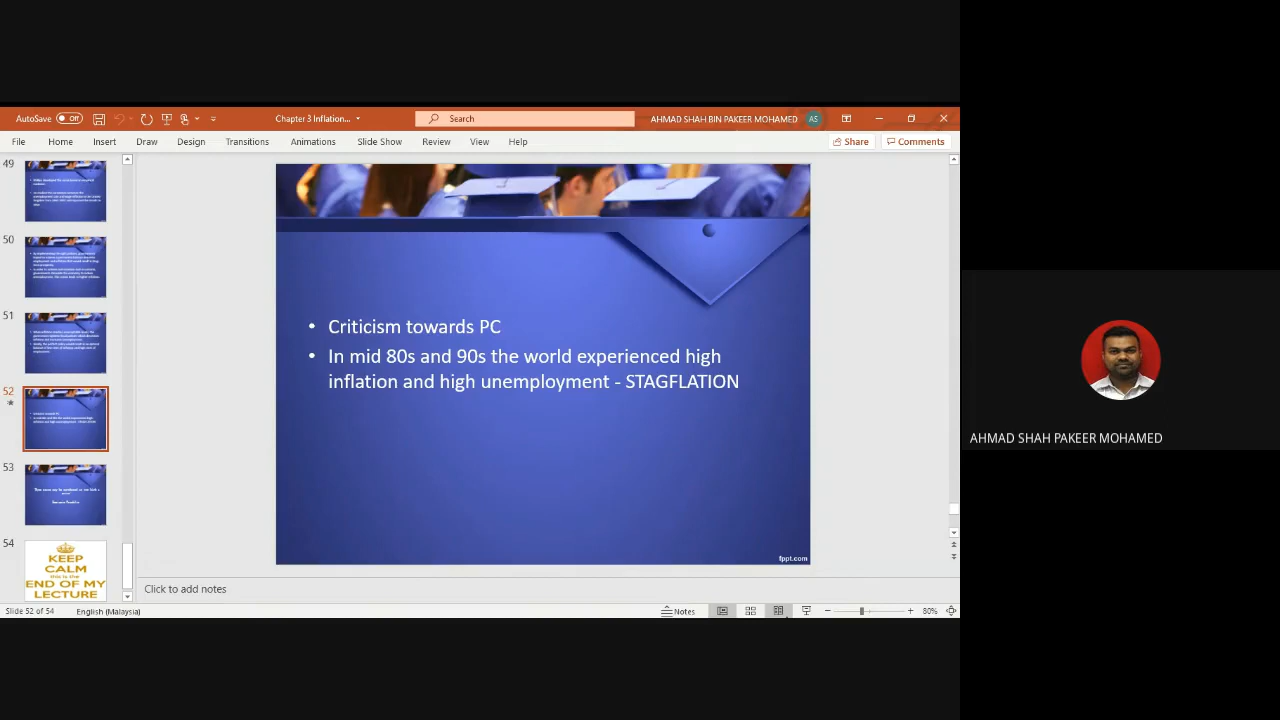 AutoSave Off
Chapter 3 Inflation...
Search
AHMAD SHAH BIN PAKEER MOHAMED AS
File Home Insert Draw Design Transitions Animations Slide Show Review View Help Share Comments
49
50
51
52
53
54
KEEP
CALM
this is the
END OF MY
LECTURE
• Criticism towards PC
• In mid 80s and 90s the world experienced high
inflation and high unemployment - STAGFLATION
fppt.com
Click to add notes
Slide 52 of 54 English (Malaysia) Notes 80%
AHMAD SHAH PAKEER MOHAMED